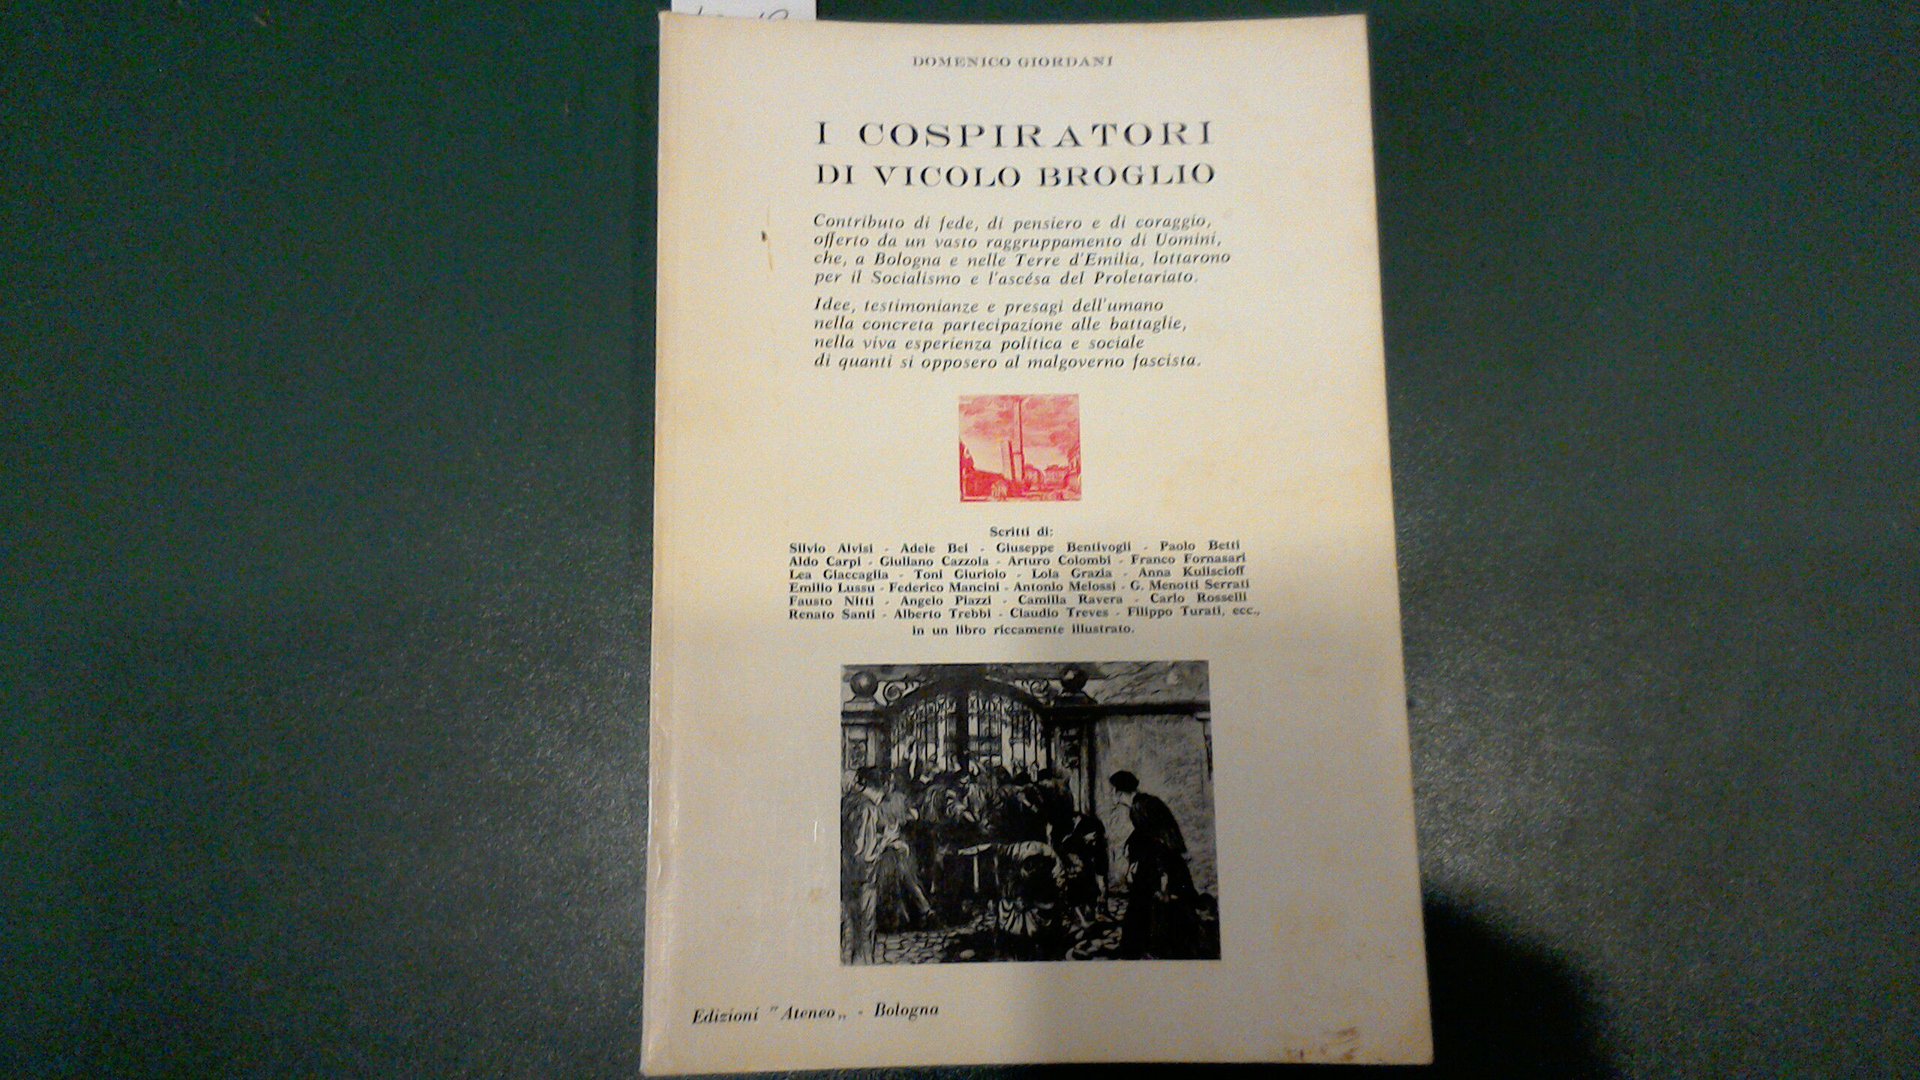 DOMENICO GIORDANI
I COSPIRATORI
DI VICOLO BROGLIO
Contributo di fede, di pensiero e di coraggio,
offerto da un vasto raggruppamento di Uomini,
che, a Bologna e nelle Terre d'Emilia, lottarono
per il Socialismo e l'ascésa del Proletariato.
Idee, testimonianze e presagi dell'umano
nella concreta partecipazione alle battaglie,
nella viva esperienza politica e sociale
di quanti si opposero al malgoverno fascista.
Scritti di:
Silvio Alvisi - Adele Bei - Giuseppe Bentivogli - Paolo Betti
Aldo Carpi - Giuliano Cazzola - Arturo Colombi - Franco Fornasari
Lea Giaccaglia - Toni Giuriolo - Lola Grazia - Anna Kuliscioff
Emilio Lussu - Federico Mancini - Antonio Melossi - G. Menotti Serrati
Fausto Nitti - Angelo Piazzi - Camilla Ravera - Carlo Rosselli
Renato Santi - Alberto Trebbi - Claudio Treves - Filippo Turati, ecc.,
in un libro riccamente illustrato.
Edizioni "Ateneo„ - Bologna